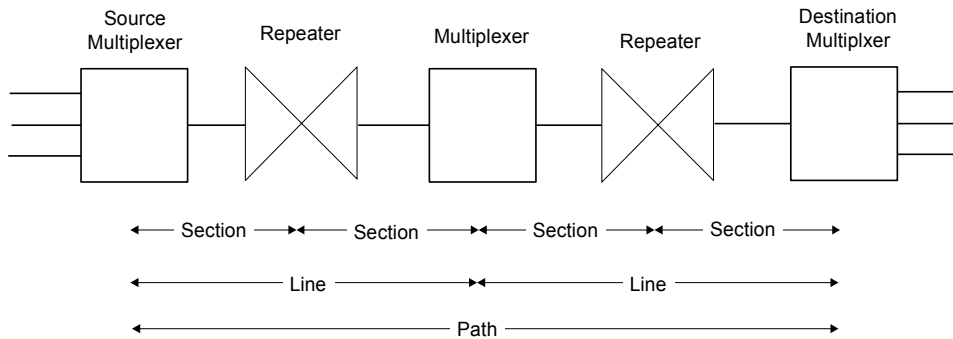 Source
Multiplexer
Repeater
Multiplexer
Repeater
Destination
Multiplxer
Section
Section
Section
Section
Line
Line
Path